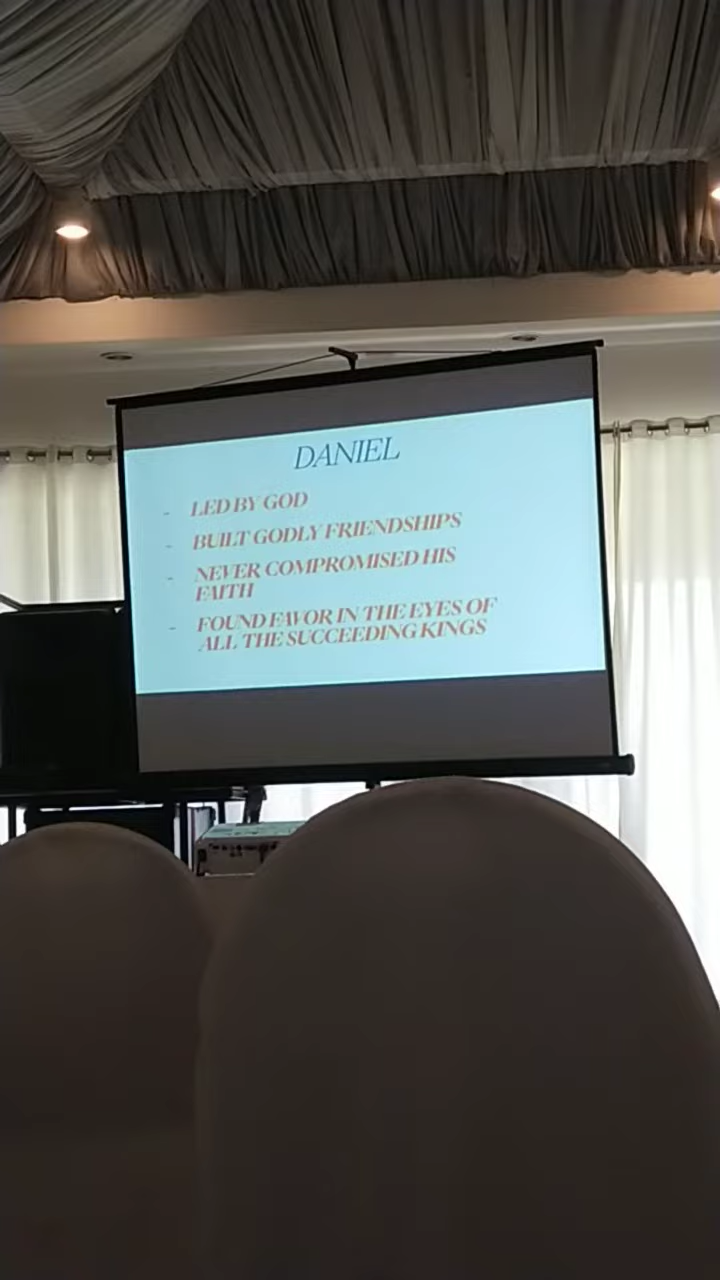 DANIEL
- LED BY GOD
- BUILT GODLY FRIENDSHIPS
- NEVER COMPROMISED HIS
FAITH
- FOUND FAVOR IN THE EYES OF
ALL THE SUCCEEDING KINGS